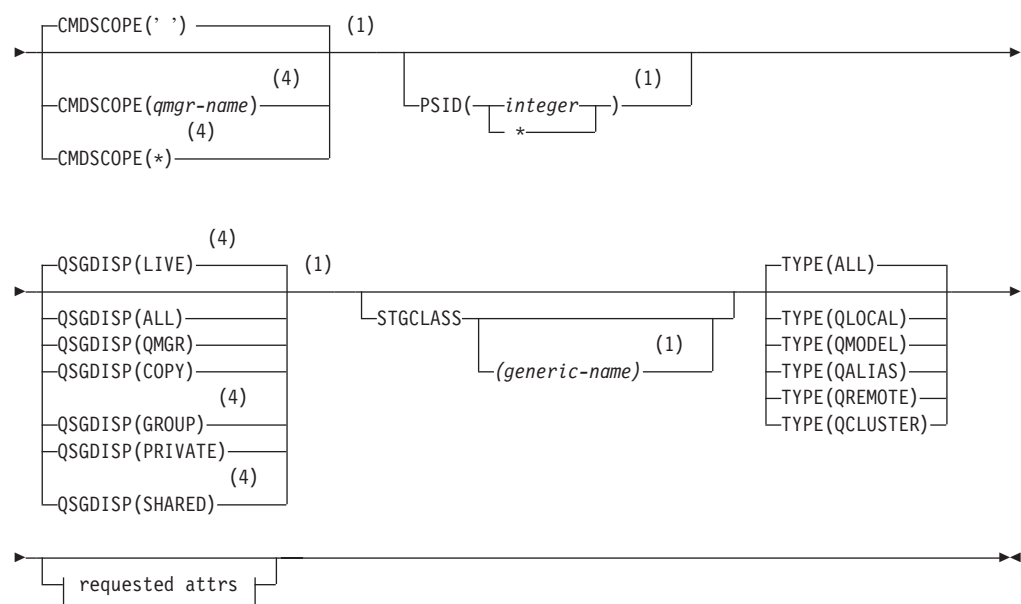 CMDSCOPE(’ ’) (1)
(4) (1)
CMDSCOPE(qmgr-name) PSID( integer )
(4) *
CMDSCOPE(*)
(4)
QSGDISP(LIVE) (1) TYPE(ALL)
QSGDISP(ALL) STGCLASS TYPE(QLOCAL)
QSGDISP(QMGR) (1) TYPE(QMODEL)
QSGDISP(COPY) (generic-name) TYPE(QALIAS)
(4) TYPE(QREMOTE)
QSGDISP(GROUP) TYPE(QCLUSTER)
QSGDISP(PRIVATE)
(4)
QSGDISP(SHARED)
requested attrs